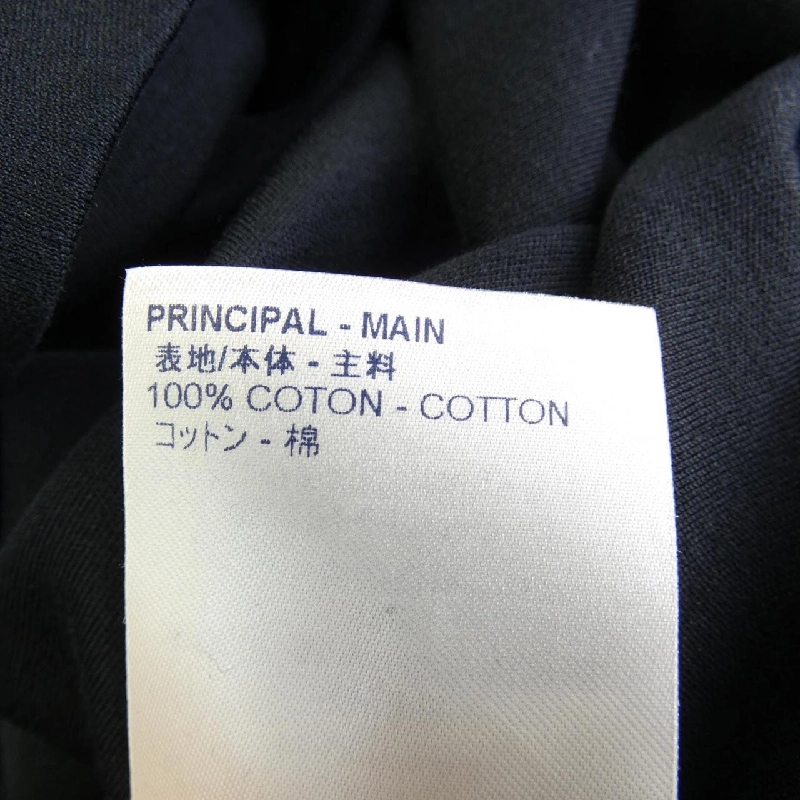 PRINCIPAL - MAIN
表地/本体 - 主料
100% COTON - COTTON
コットン - 棉